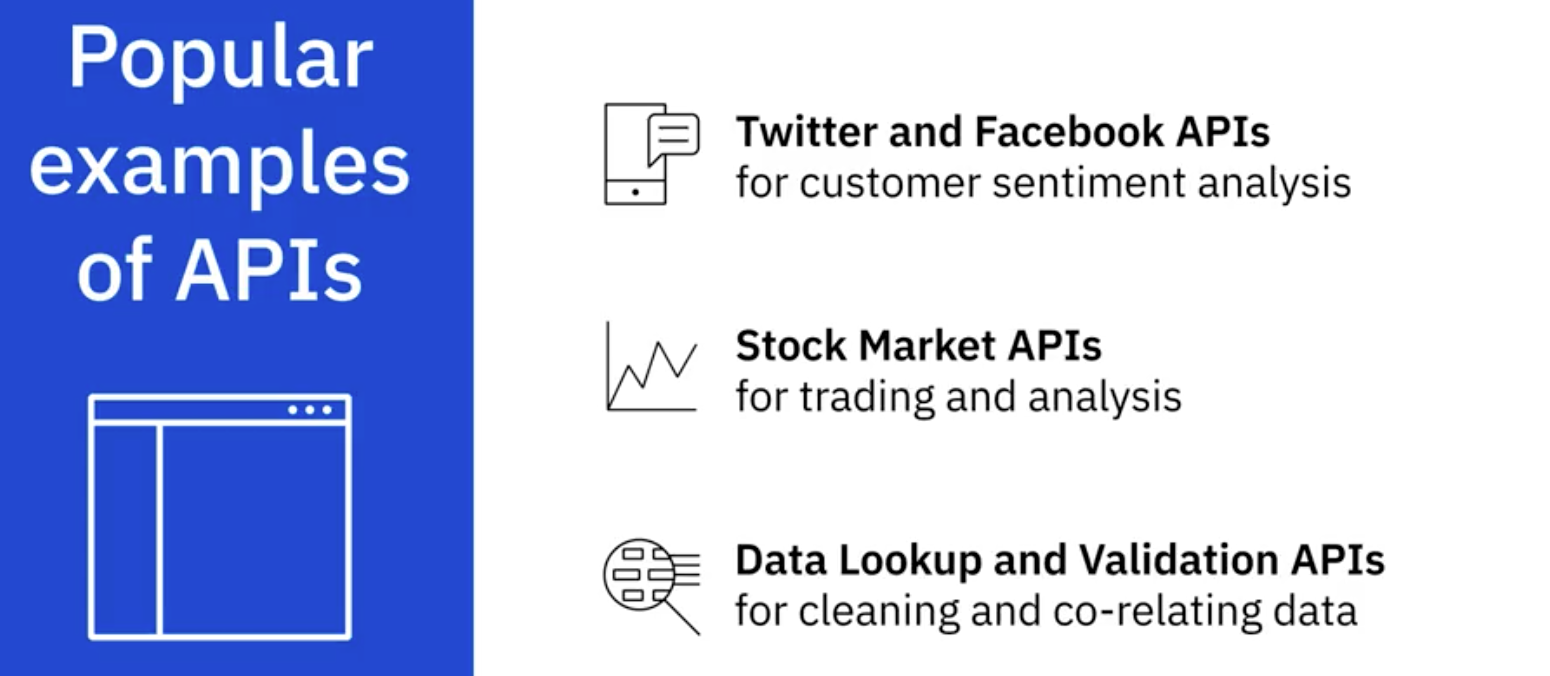 Popular
examples
of APIs
Twitter and Facebook APIs
for customer sentiment analysis
Stock Market APIs
for trading and analysis
Data Lookup and Validation APIs
for cleaning and co-relating data